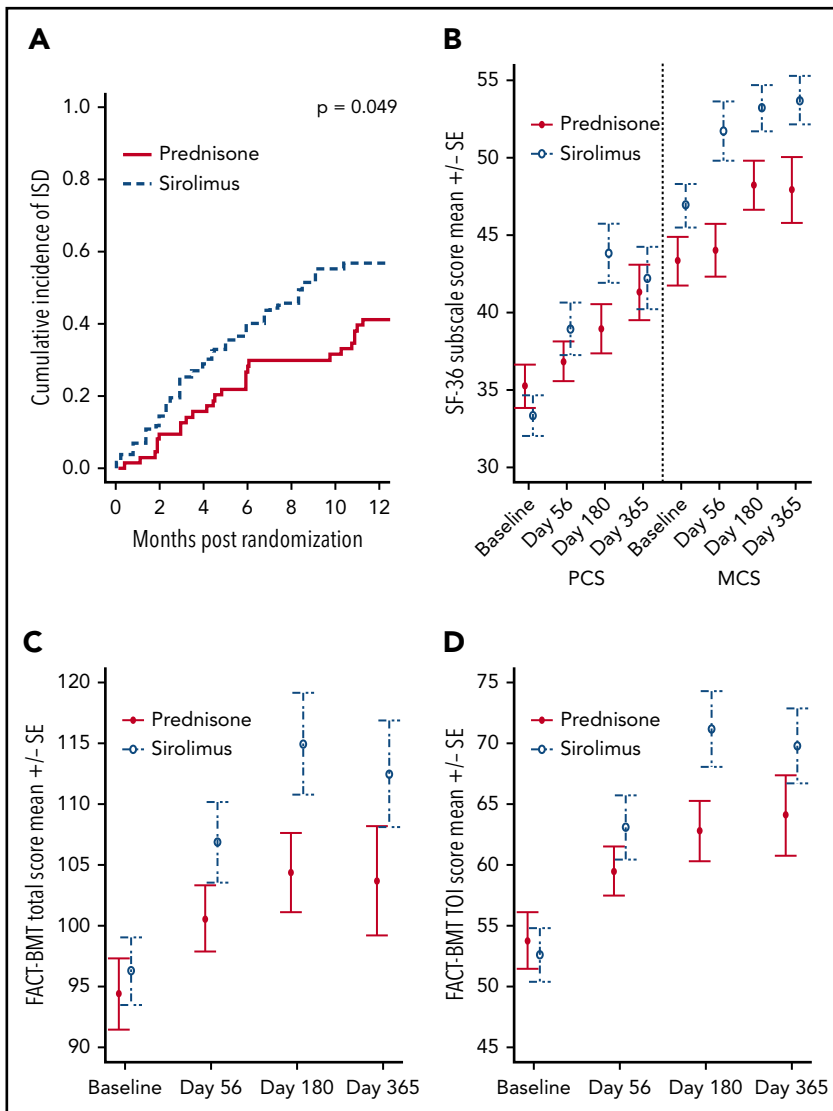 A
p = 0.049
Prednisone
Sirolimus
Cumulative incidence of ISD
1.0
0.8
0.6
0.4
0.2
0.0
0 2 4 6 8 10 12
Months post randomization
B
Prednisone
Sirolimus
SF-36 subscale score mean +/− SE
55
50
45
40
35
30
Baseline Day 56 Day 180 Day 365 Baseline Day 56 Day 180 Day 365
PCS MCS
C
Prednisone
Sirolimus
FACT-BMT total score mean +/− SE
120
115
110
105
100
95
90
Baseline Day 56 Day 180 Day 365
D
Prednisone
Sirolimus
FACT-BMT TOI score mean +/− SE
75
70
65
60
55
50
45
Baseline Day 56 Day 180 Day 365